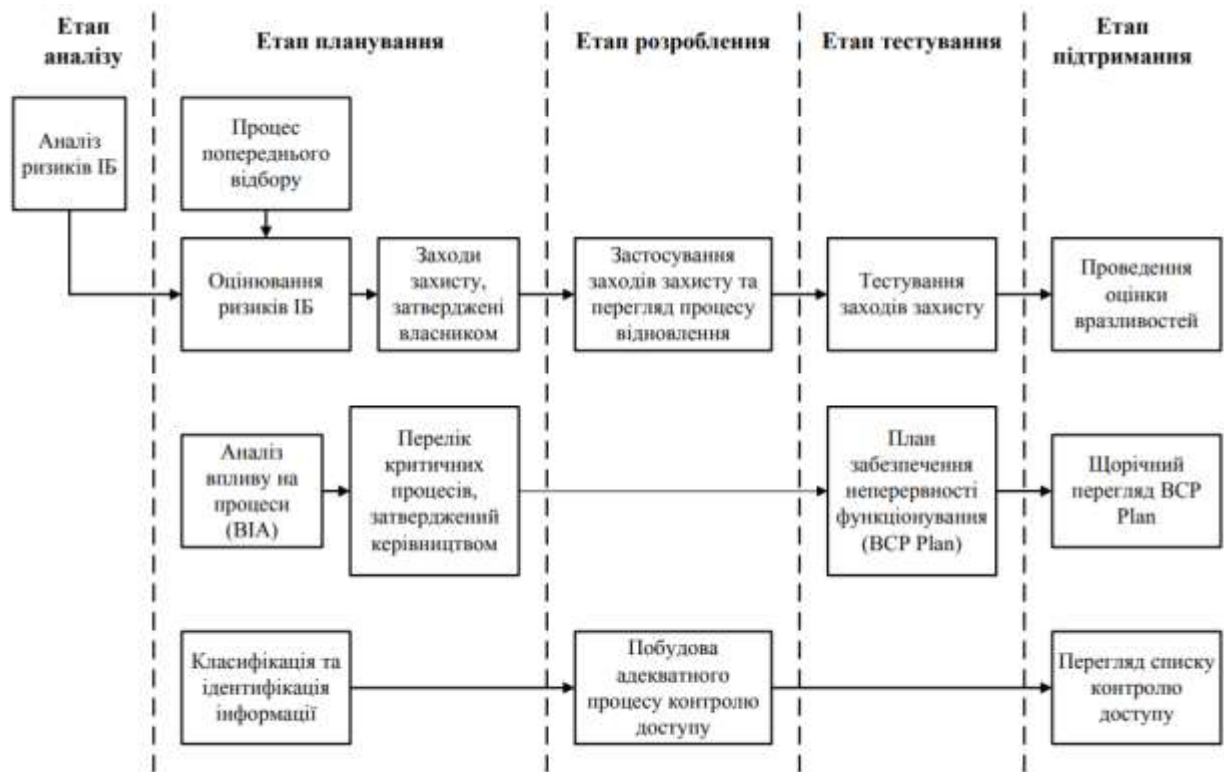 Етап
аналізу
Етап планування
Етап розроблення
Етап тестування
Етап
підтримання
Аналіз
ризиків ІБ
Процес
попереднього
відбору
Оцінювання
ризиків ІБ
Заходи
захисту,
затверджені
власником
Застосування
заходів захисту та
перегляд процесу
відновлення
Тестування
заходів захисту
Проведення
оцінки
вразливостей
Аналіз
впливу на
процеси
(BIA)
Перелік
критичних
процесів,
затверджений
керівництвом
План
забезпечення
неперервності
функціонування
(BCP Plan)
Щорічний
перегляд BCP
Plan
Класифікація та
ідентифікація
інформації
Побудова
адекватного
процесу контролю
доступу
Перегляд списку
контролю
доступу